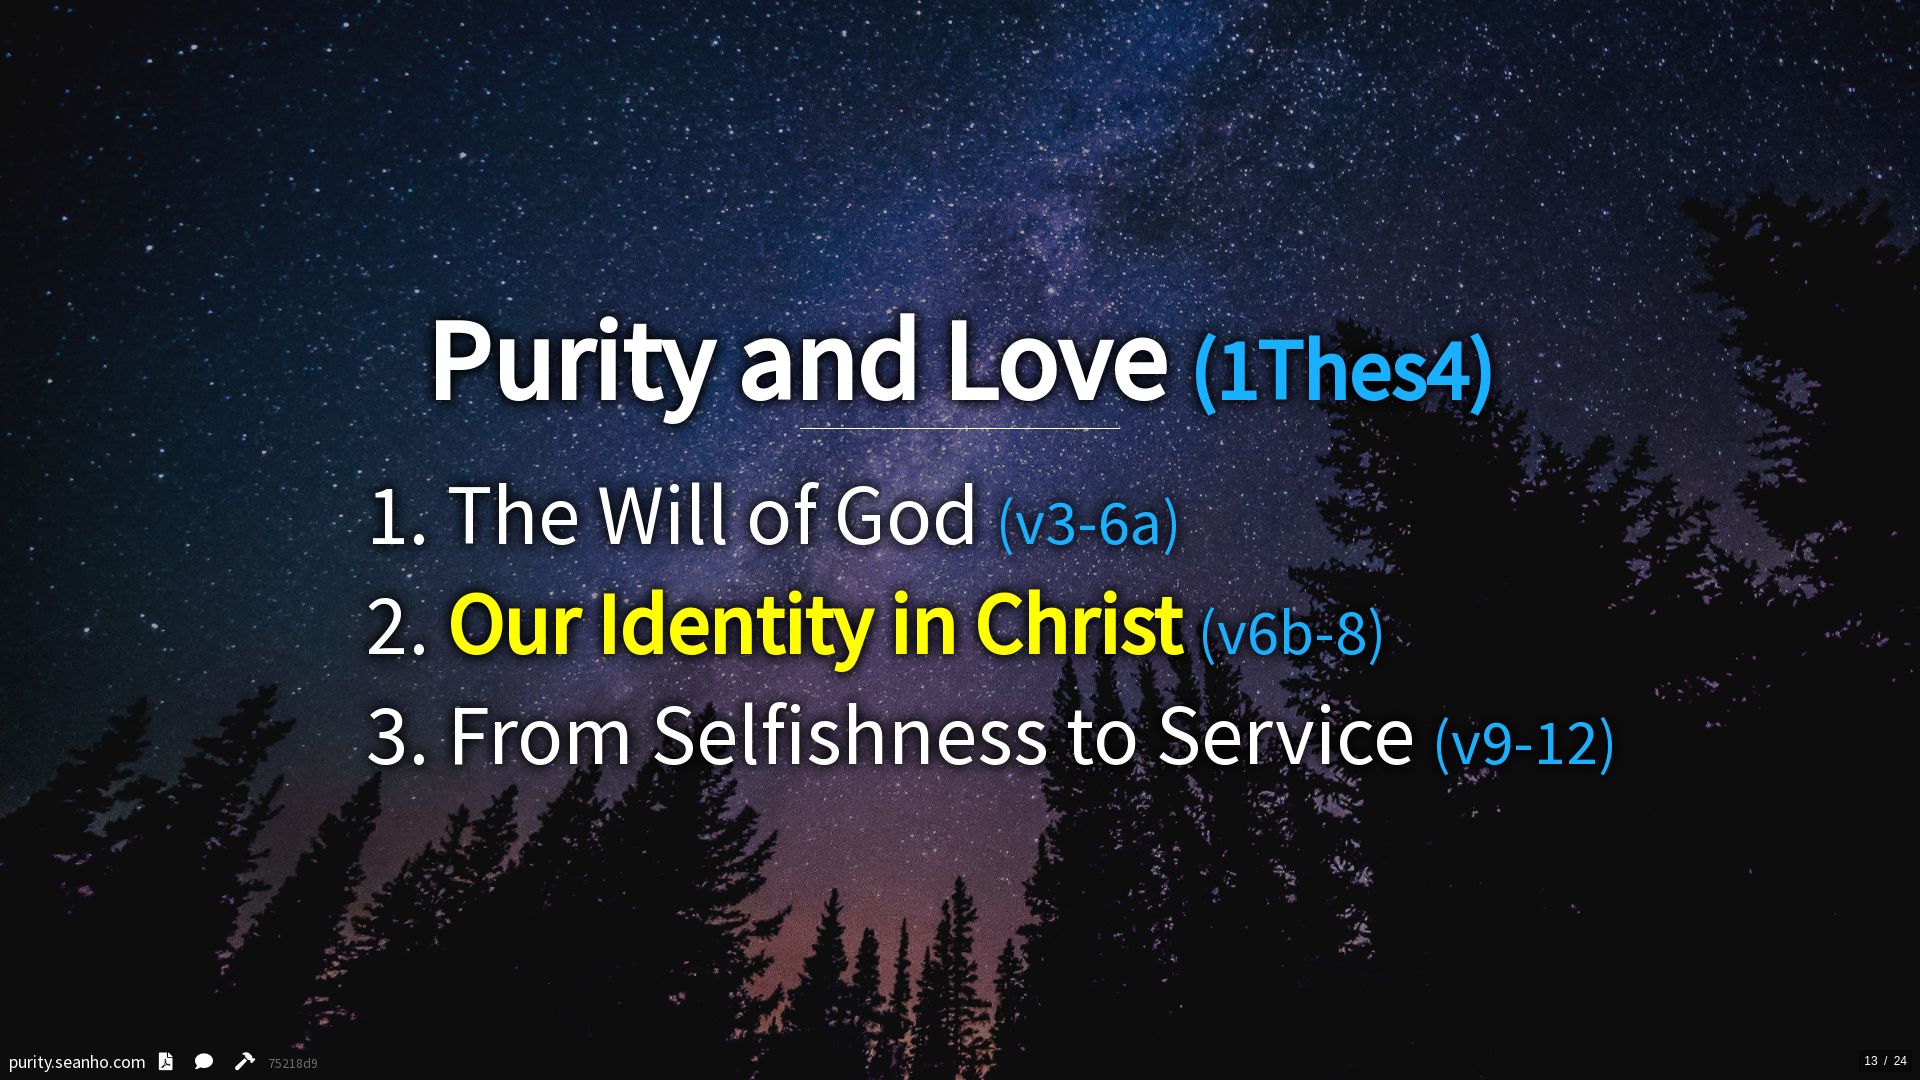 Purity and Love (1Thes4)
1. The Will of God (v3-6a)
2. Our Identity in Christ (v6b-8)
3. From Selfishness to Service (v9-12)
purity.seanho.com 75218d9
13 / 24